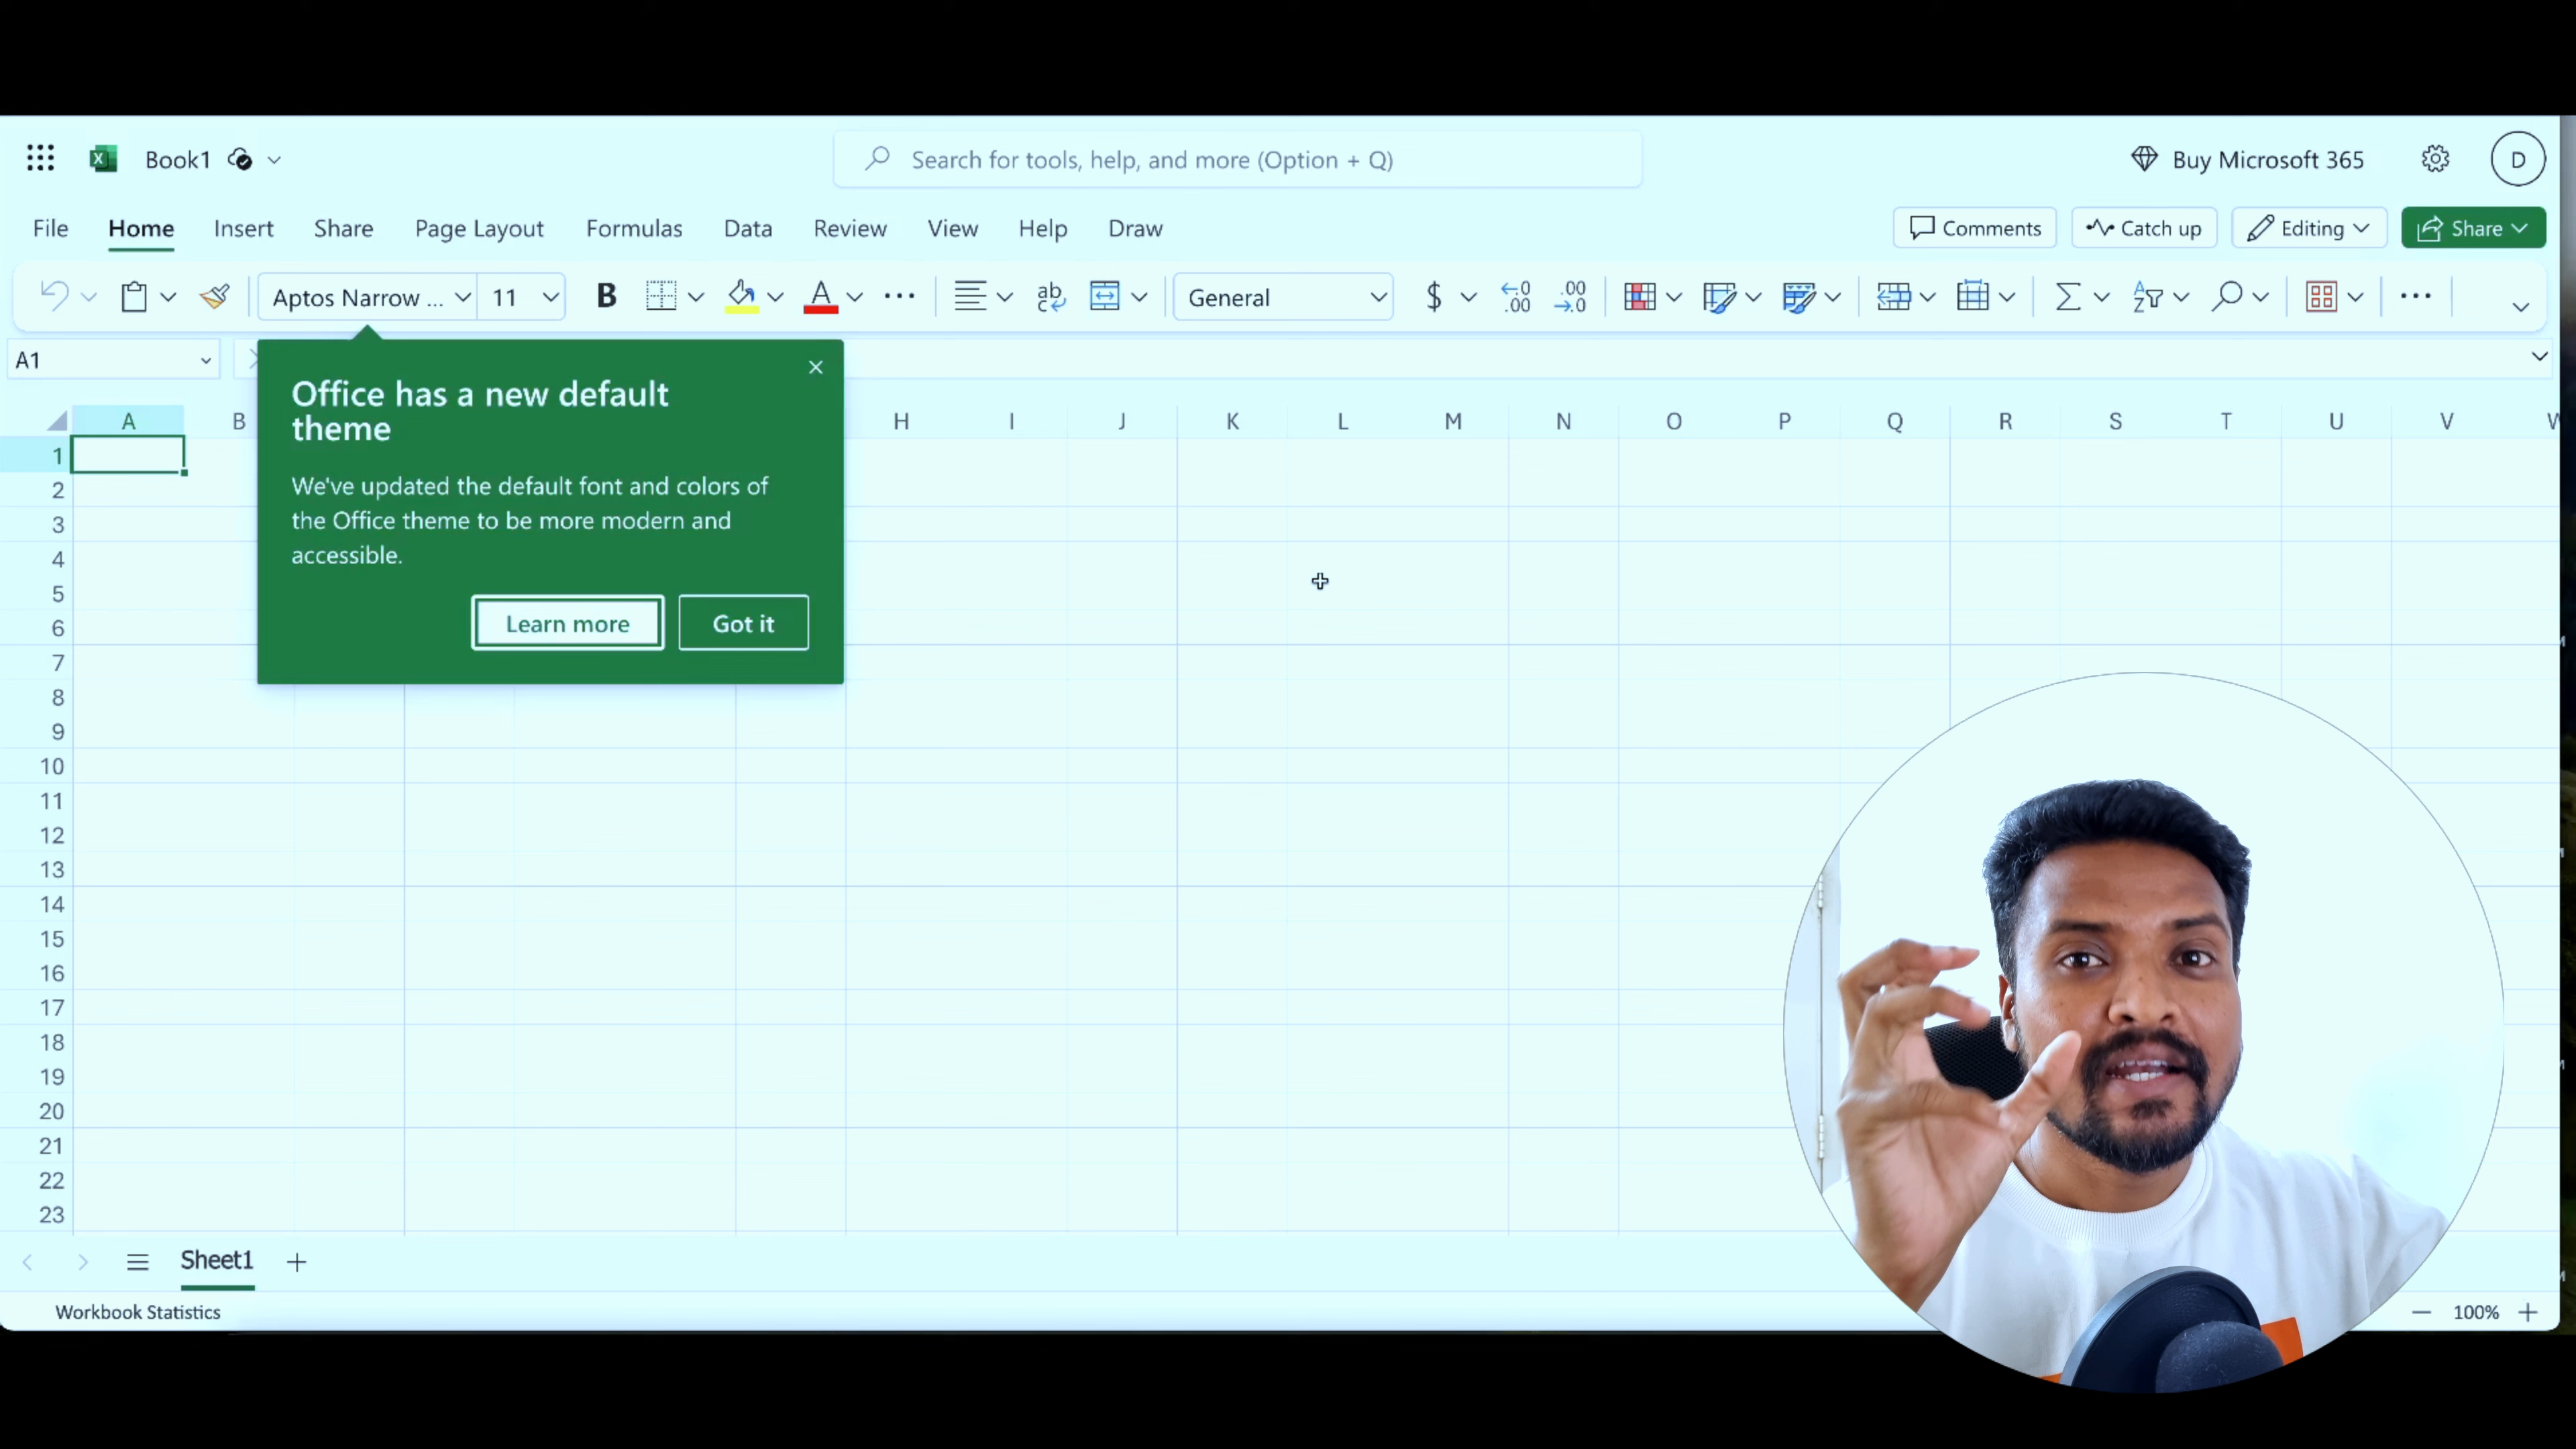 Book1
Search for tools, help, and more (Option + Q)
Buy Microsoft 365
D
File Home Insert Share Page Layout Formulas Data Review View Help Draw
Comments Catch up Editing Share
Aptos Narrow ... 11 B A ab c General $ .00 .00
A1
Office has a new default
theme
We've updated the default font and colors of
the Office theme to be more modern and
accessible.
Learn more Got it
A B H I J K L M N O P Q R S T U V
1
2
3
4
5
6
7
8
9
10
11
12
13
14
15
16
17
18
19
20
21
22
23
Sheet1
Workbook Statistics
100%